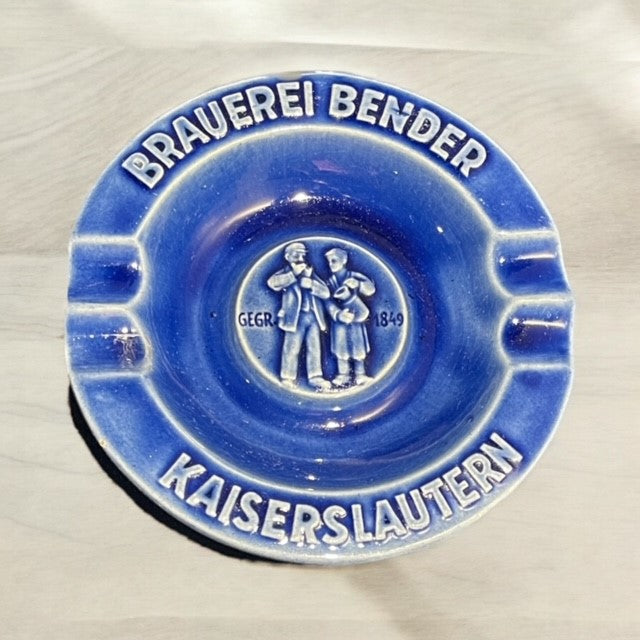 BRAUEREI BENDER
GEGR. 1849
KAISERSLAUTERN